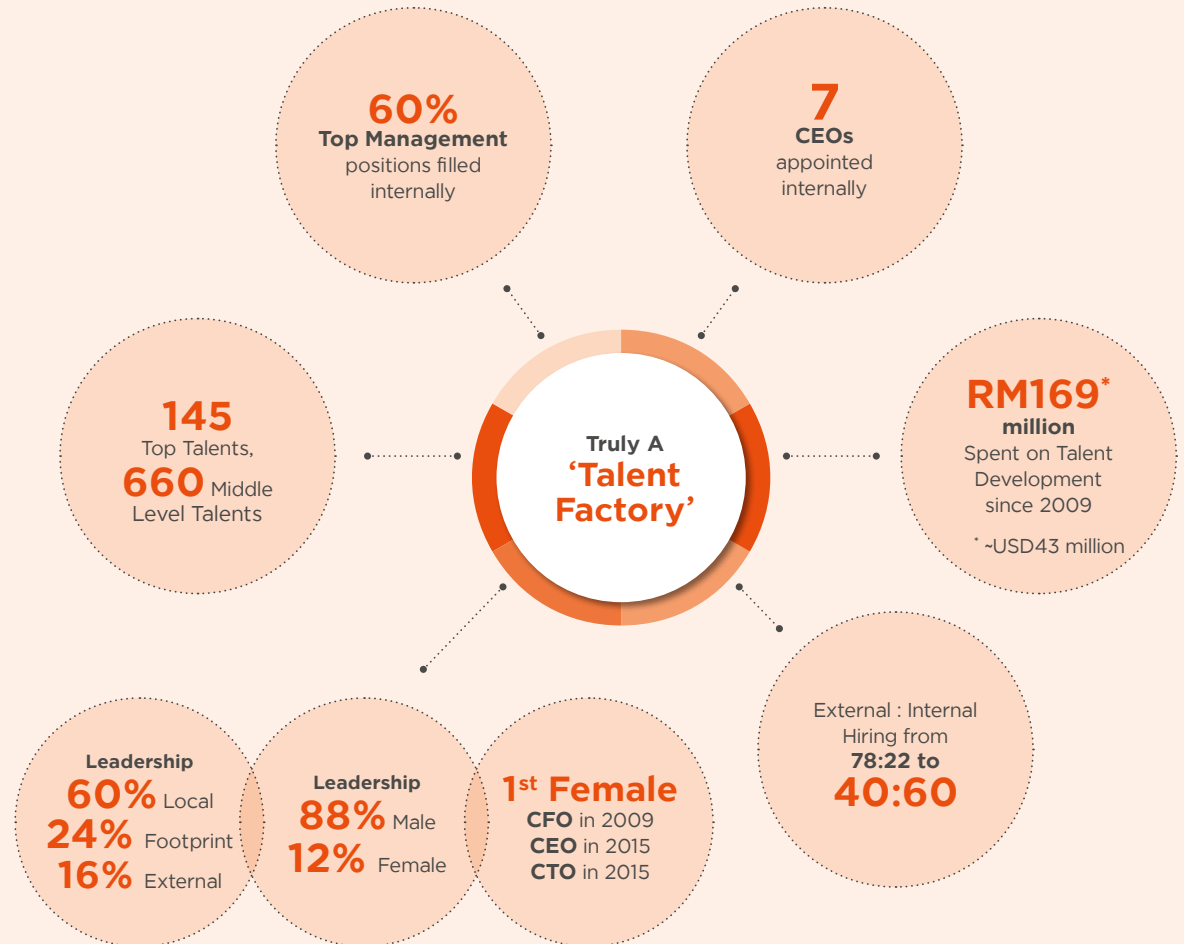 60%
Top Management
positions filled
internally
7
CEOs
appointed
internally
145
Top Talents,
660 Middle
Level Talents
Truly A
‘Talent
Factory’
RM169*
million
Spent on Talent
Development
since 2009
* ~USD43 million
Leadership
60% Local
24% Footprint
16% External
Leadership
88% Male
12% Female
1st Female
CFO in 2009
CEO in 2015
CTO in 2015
External : Internal
Hiring from
78:22 to
40:60